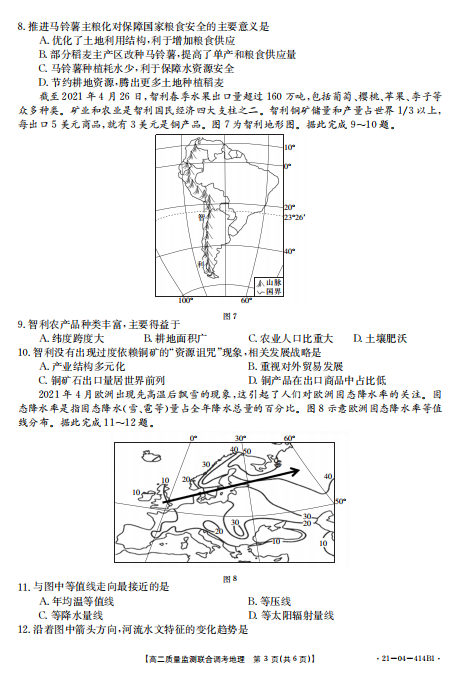 8. 推进马铃薯主粮化对保障国家粮食安全的主要意义是
A. 优化了土地利用结构,利于增加粮食供应
B. 部分稻麦主产区改种马铃薯,提高了单产和粮食供应量
C. 马铃薯种植耗水少,利于保障水资源安全
D. 节约耕地资源,腾出更多土地种植稻麦
截至 2021 年 4 月 26 日,智利春季水果出口量超过 160 万吨,包括葡萄、樱桃、苹果、李子等
众多种类。矿业和农业是智利国民经济四大支柱之二。智利铜矿储量和产量占世界 1/3 以上,
每出口 5 美元商品,就有 3 美元是铜产品。图 7 为智利地形图。据此完成 9~10 题。
10°
0°
20°
23°26′
40°
智
利
山脉
国界
100°
60°
图 7
9. 智利农产品种类丰富,主要得益于
A. 纬度跨度大 B. 耕地面积广 C. 农业人口比重大 D. 土壤肥沃
10. 智利没有出现过度依赖铜矿的“资源诅咒”现象,相关发展战略是
A. 产业结构多元化 B. 重视对外贸易发展
C. 铜矿石出口量居世界前列 D. 铜产品在出口商品中占比低
2021 年 4 月欧洲出现先高温后飘雪的现象,这引起了人们对欧洲固态降水率的关注。固
态降水率是指固态降水(雪、雹等)量占全年降水总量的百分比。图 8 示意欧洲固态降水率等值
线分布。据此完成 11~12 题。
0° 30° 60°
40 50
30
20
10
10
40
50°
30
20
30
20
10
10
图 8
11. 与图中等值线走向最接近的是
A. 年均温等值线 B. 等压线
C. 等降水量线 D. 等太阳辐射量线
12. 沿着图中箭头方向,河流水文特征的变化趋势是
【高二质量监测联合调考地理 第 3 页(共 6 页)】 ·21-04-414B1·